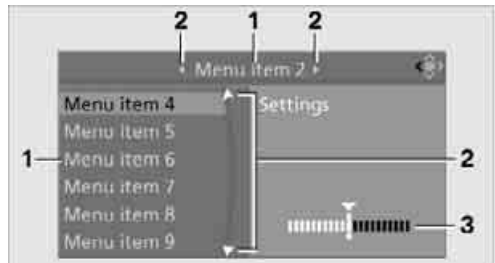 2 1 2
Menu item 2
Menu item 4 Settings
Menu item 5
1 Menu item 6 2
Menu item 7
Menu item 8 3
Menu item 9